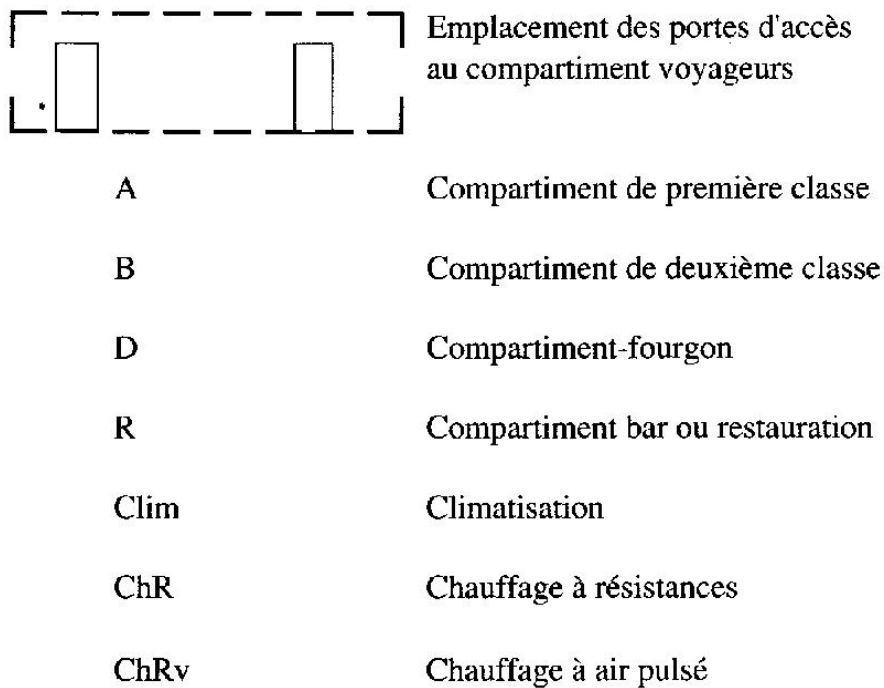 Emplacement des portes d'accès
au compartiment voyageurs
A Compartiment de première classe
B Compartiment de deuxième classe
D Compartiment-fourgon
R Compartiment bar ou restauration
Clim Climatisation
ChR Chauffage à résistances
ChRv Chauffage à air pulsé